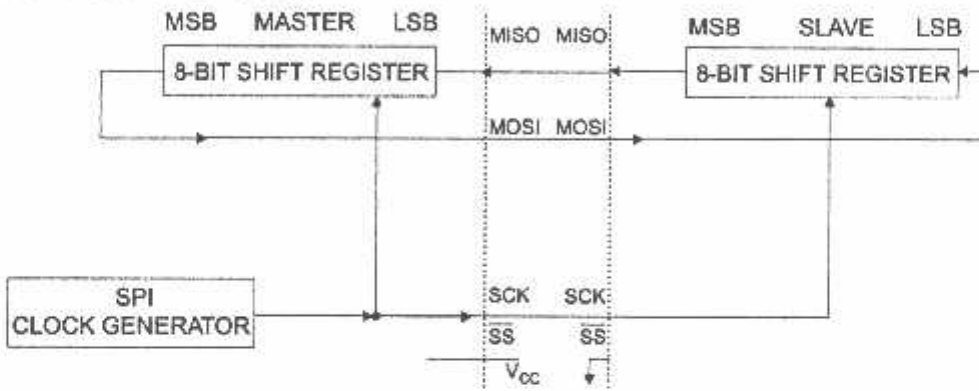 MSB MASTER LSB
8-BIT SHIFT REGISTER
MISO MISO
MSB SLAVE LSB
8-BIT SHIFT REGISTER
MOSI MOSI
SPI
CLOCK GENERATOR
SCK SCK
SS SS
VCC